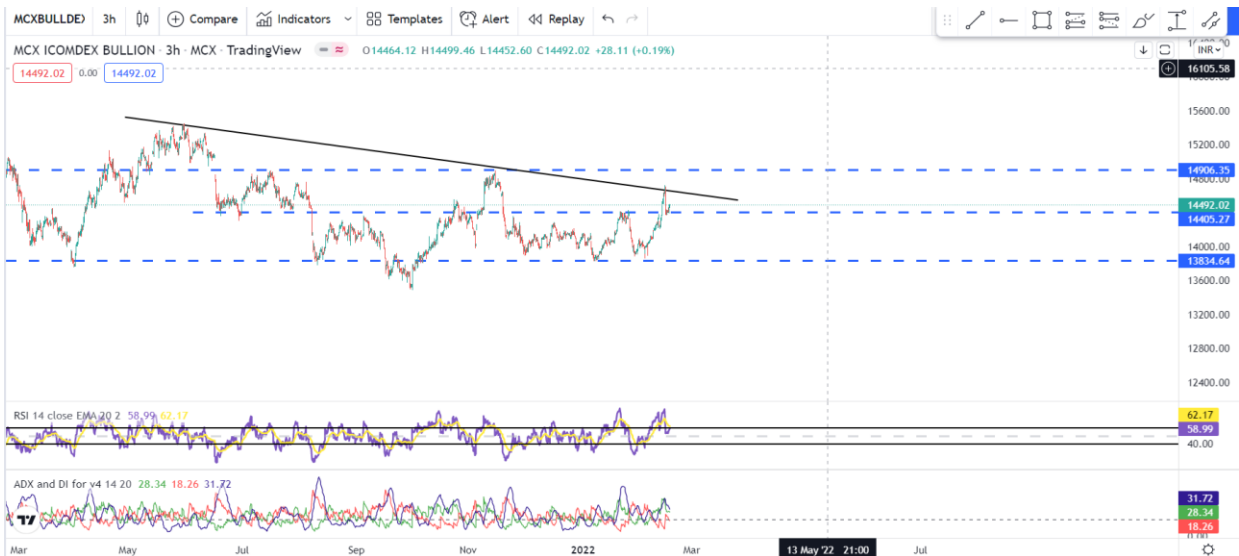 MCXBULLDEX 3h Compare Indicators Templates Alert Replay
MCX ICOMDEX BULLION · 3h · MCX · TradingView O14464.12 H14499.46 L14452.60 C14492.02 +28.11 (+0.19%)
INR
14492.02 0.00 14492.02
16105.58
15600.00
15200.00
14906.35
14800.00
14492.02
14405.27
14000.00
13834.64
13600.00
13200.00
12800.00
12400.00
RSI 14 close EMA 20 2 58.99 62.17
62.17
58.99
40.00
ADX and DI for v4 14 20 28.34 18.26 31.72
31.72
28.34
18.26
0.00
Mar May Jul Sep Nov 2022 Mar 13 May '22 21:00 Jul